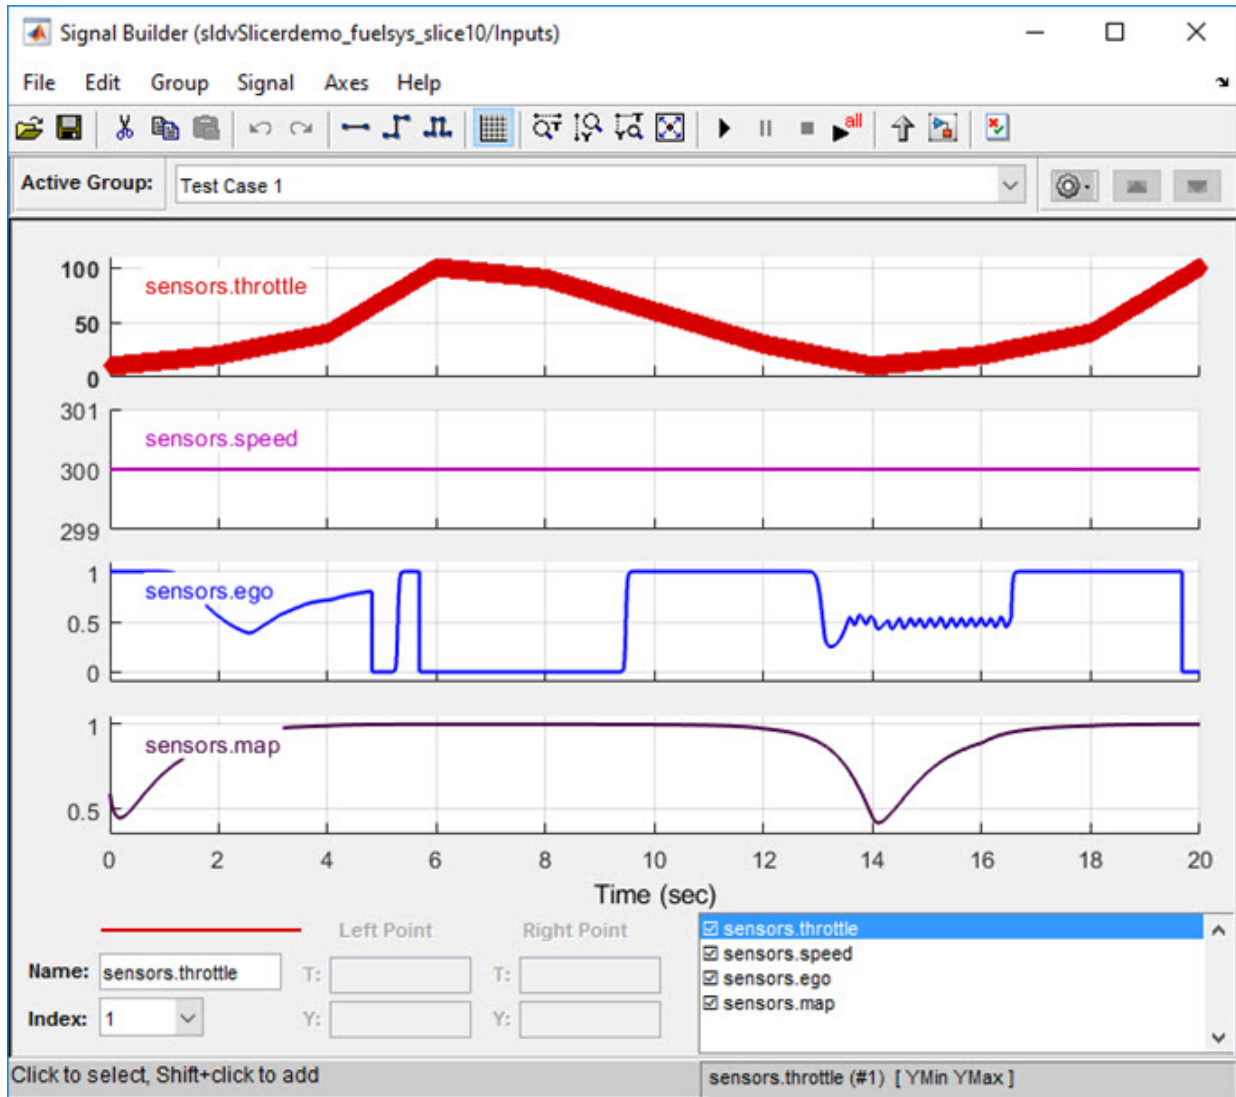 Signal Builder (sldvSlicerdemo_fuelsys_slice10/Inputs)
File Edit Group Signal Axes Help
all
Active Group: Test Case 1
100
sensors.throttle
50
0
301
sensors.speed
300
299
1
sensors.ego
0.5
0
1
sensors.map
0.5
0 2 4 6 8 10 12 14 16 18 20
Time (sec)
Left Point Right Point
Name: sensors.throttle T: T:
Index: 1 Y: Y:
sensors.throttle
sensors.speed
sensors.ego
sensors.map
Click to select, Shift+click to add
sensors.throttle (#1) [ YMin YMax ]